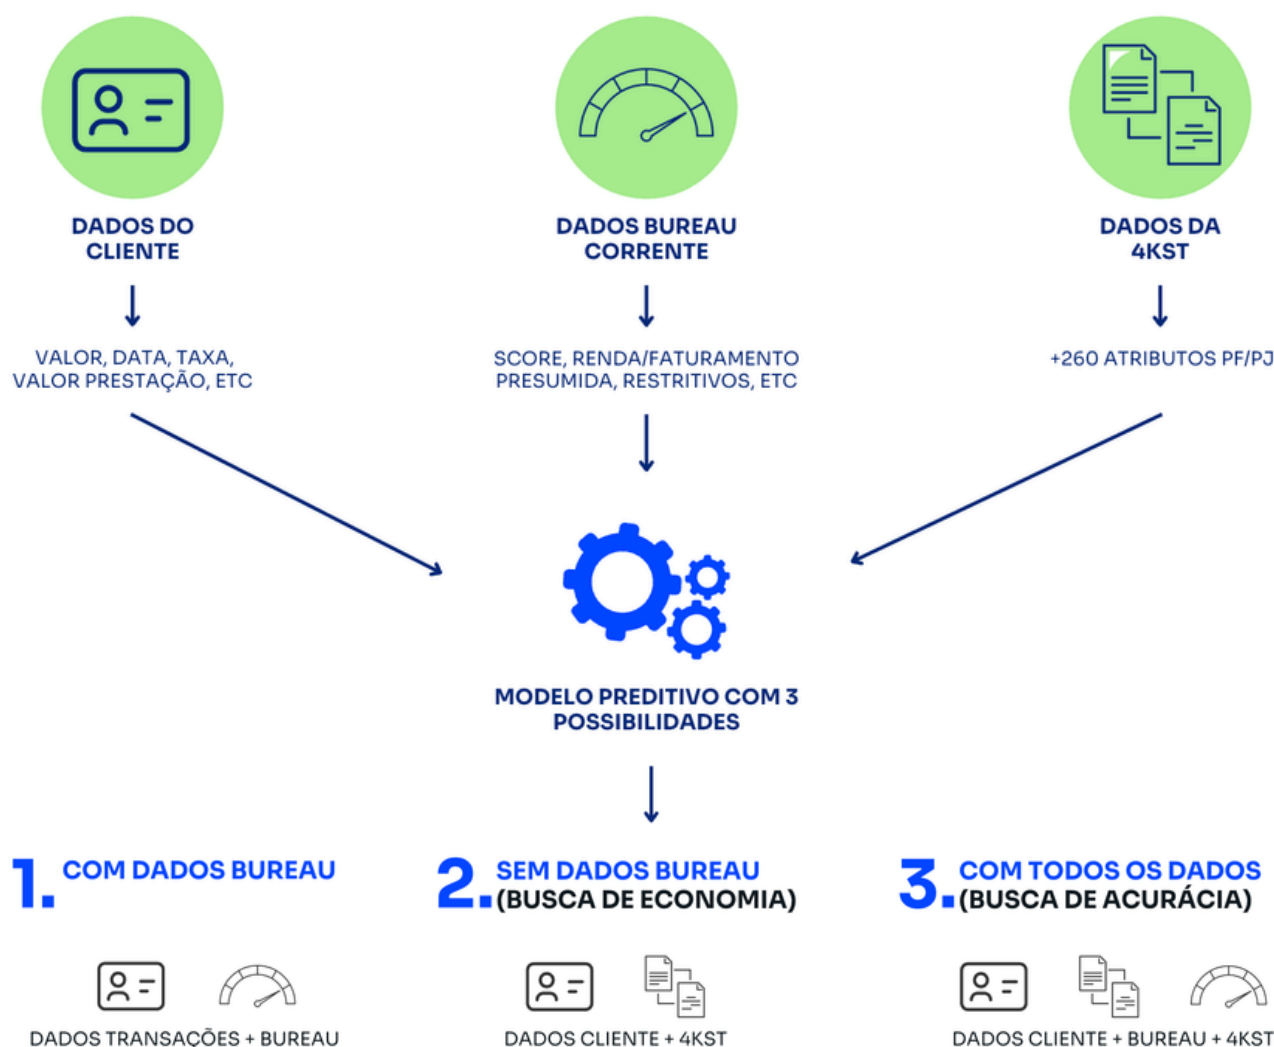 DADOS DO
CLIENTE
DADOS BUREAU
CORRENTE
DADOS DA
4KST
VALOR, DATA, TAXA,
VALOR PRESTAÇÃO, ETC
SCORE, RENDA/FATURAMENTO
PRESUMIDA, RESTRITIVOS, ETC
+260 ATRIBUTOS PF/PJ
MODELO PREDITIVO COM 3
POSSIBILIDADES
1. COM DADOS BUREAU
2. SEM DADOS BUREAU
(BUSCA DE ECONOMIA)
3. COM TODOS OS DADOS
(BUSCA DE ACURÁCIA)
DADOS TRANSAÇÕES + BUREAU
DADOS CLIENTE + 4KST
DADOS CLIENTE + BUREAU + 4KST